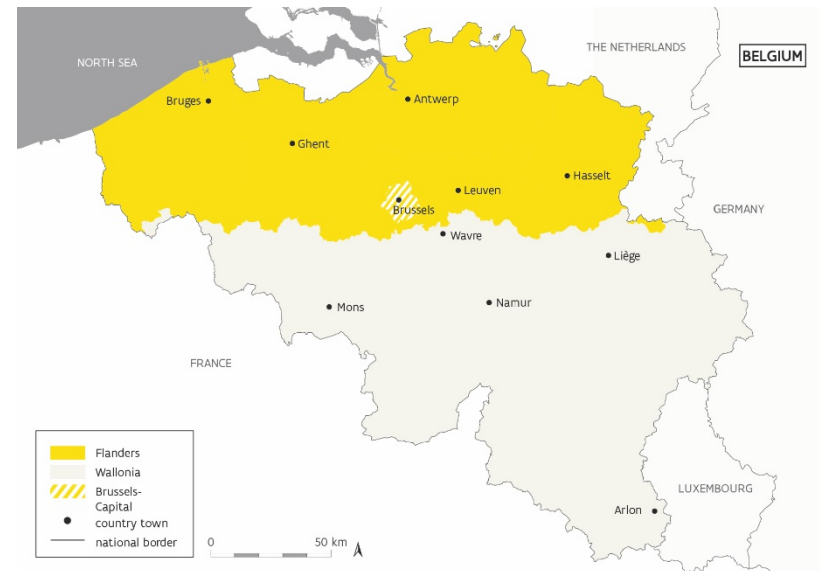 THE NETHERLANDS
BELGIUM
NORTH SEA
Bruges
Antwerp
Ghent
Hasselt
Leuven
Brussels
GERMANY
Wavre
Liège
Mons
Namur
FRANCE
LUXEMBOURG
Arlon
Flanders
Wallonia
Brussels-
Capital
country town
national border
0 50 km